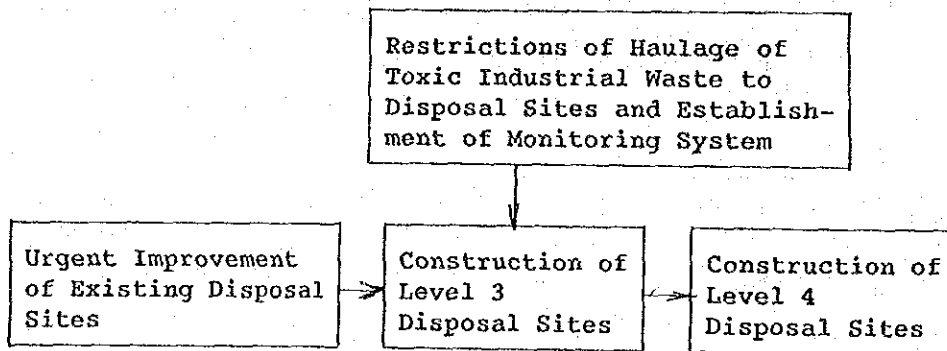 Restrictions of Haulage of
Toxic Industrial Waste to
Disposal Sites and Establish-
ment of Monitoring System
Urgent Improvement
of Existing Disposal
Sites
Construction of
Level 3
Disposal Sites
Construction of
Level 4
Disposal Sites